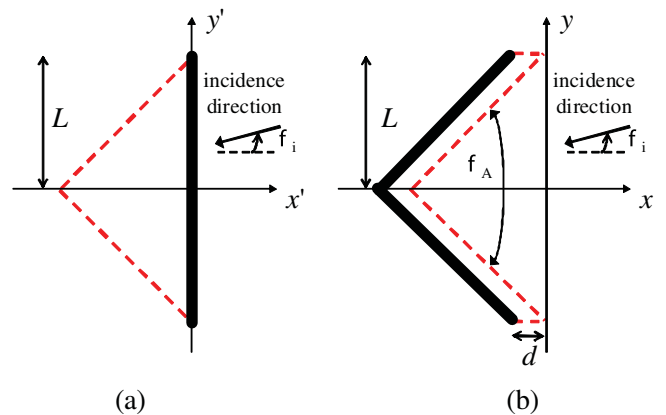 y'
L
incidence
direction
f i
x'
(a)
y
L
incidence
direction
f i
f A
x
d
(b)